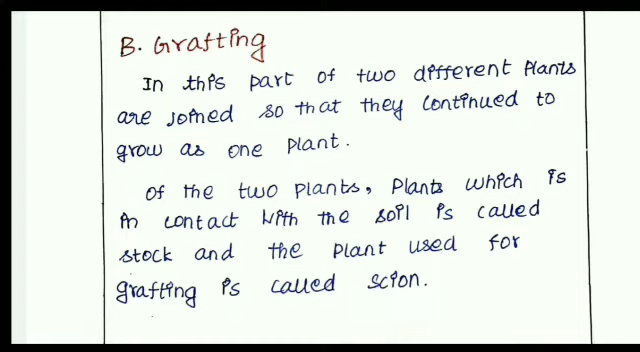 B. Grafting
In this part of two different Plants
are joined so that they continued to
grow as one plant.
Of the two plants, Plants which is
in contact with the soil is called
stock and the plant used for
grafting is called scion.